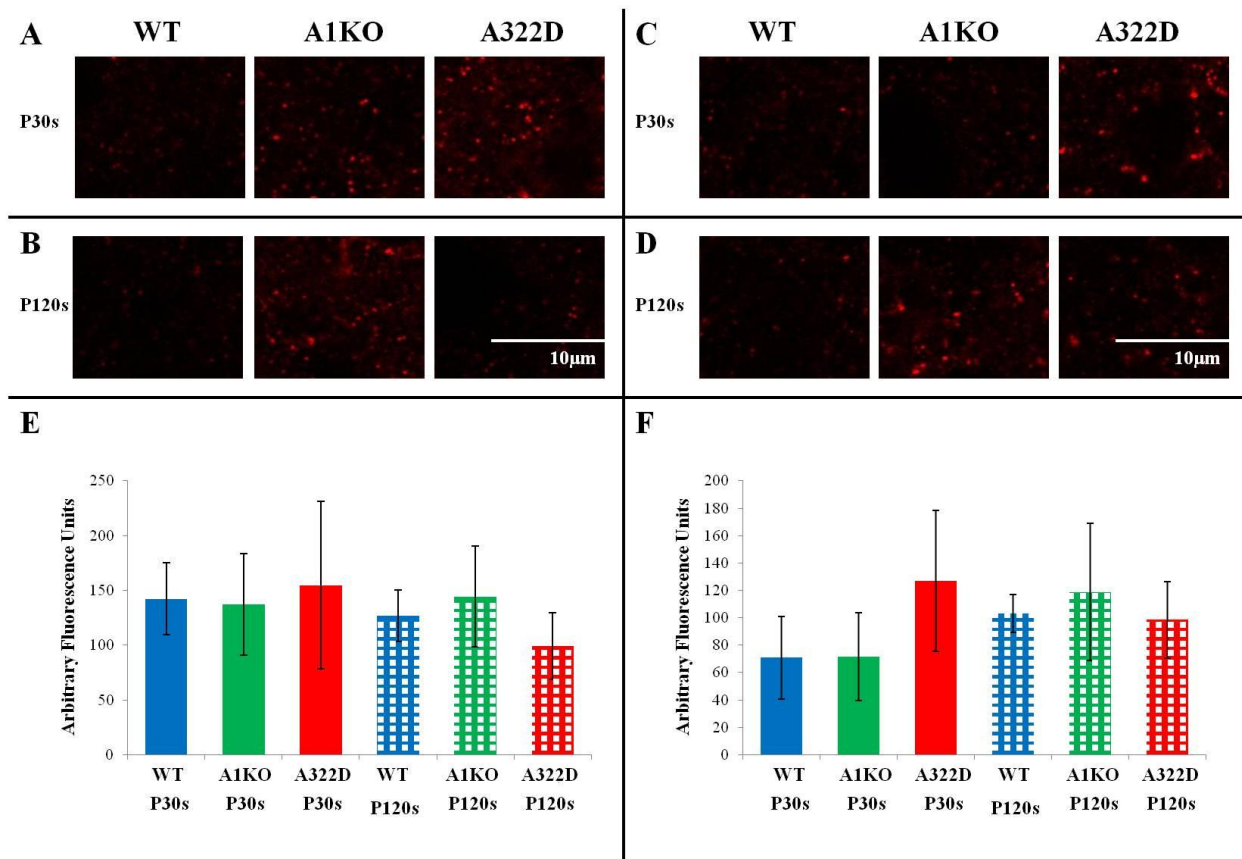 A WT A1KO A322D
P30s
B
P120s
10μm
C WT A1KO A322D
P30s
D
P120s
10μm
E
Arbitrary Fluorescence Units
250
200
150
100
50
0
WT A1KO A322D WT A1KO A322D
P30s P30s P30s P120s P120s P120s
F
Arbitrary Fluorescence Units
200
180
160
140
120
100
80
60
40
20
0
WT A1KO A322D WT A1KO A322D
P30s P30s P30s P120s P120s P120s